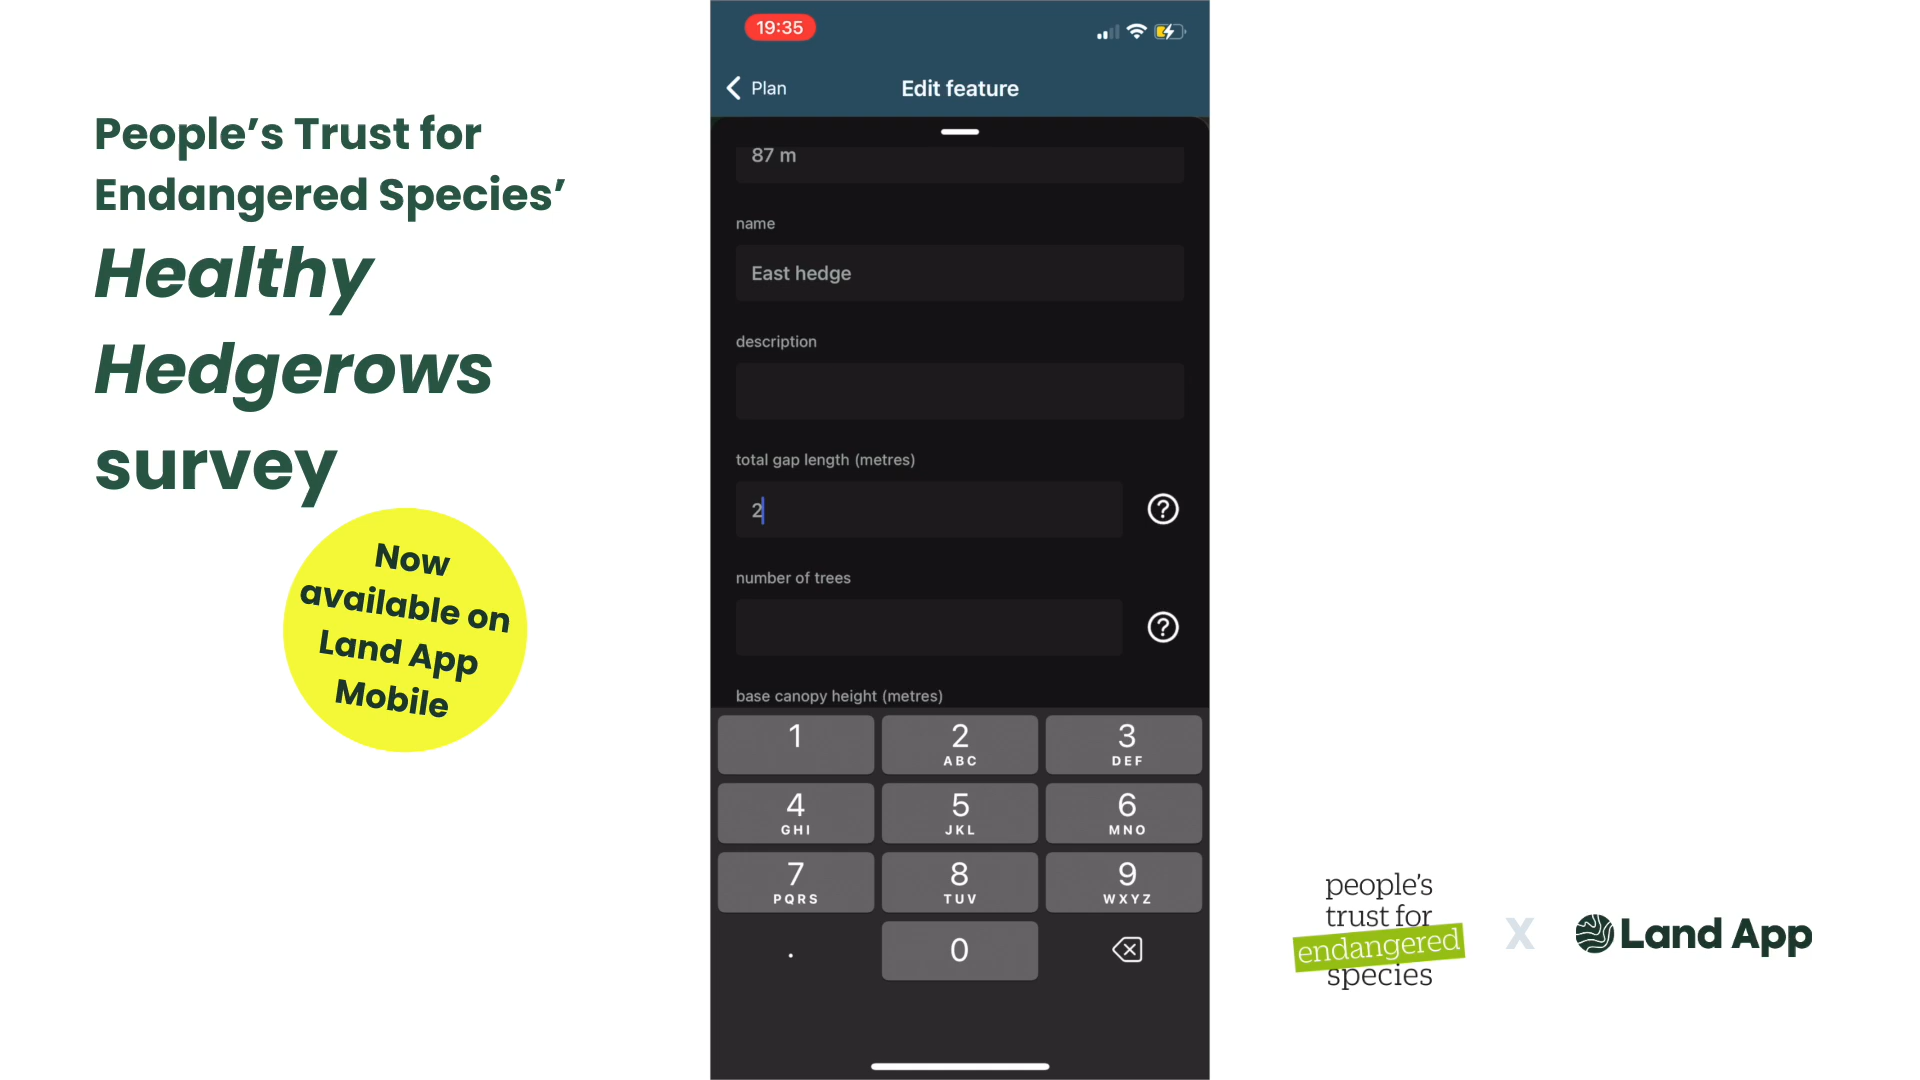 People’s Trust for
Endangered Species’
Healthy
Hedgerows
survey
Now
available on
Land App
Mobile
19:35
Plan
Edit feature
87 m
name
East hedge
description
total gap length (metres)
2
?
number of trees
?
base canopy height (metres)
1
2
ABC
3
DEF
4
GHI
5
JKL
6
MNO
7
PQRS
8
TUV
9
WXYZ
.
0
people’s
trust for
endangered
species
X
Land App